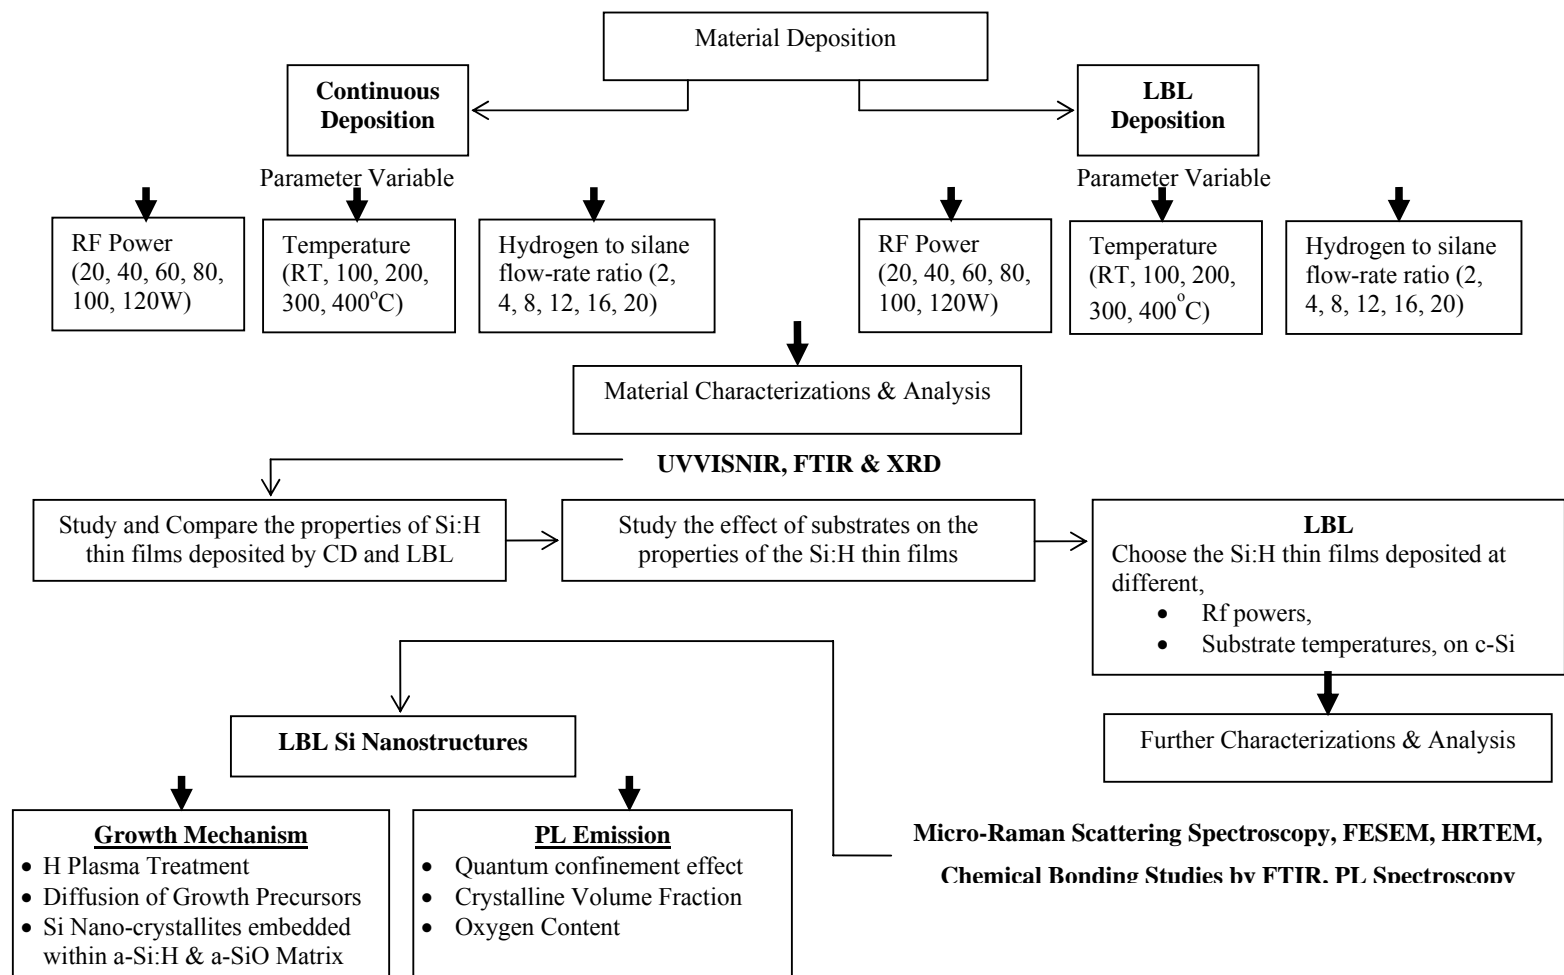 Material Deposition
Continuous
Deposition
LBL
Deposition
Parameter Variable
Parameter Variable
RF Power
(20, 40, 60, 80,
100, 120W)
Temperature
(RT, 100, 200,
300, 400°C)
Hydrogen to silane
flow-rate ratio (2,
4, 8, 12, 16, 20)
RF Power
(20, 40, 60, 80,
100, 120W)
Temperature
(RT, 100, 200,
300, 400°C)
Hydrogen to silane
flow-rate ratio (2,
4, 8, 12, 16, 20)
Material Characterizations & Analysis
UVVISNIR, FTIR & XRD
Study and Compare the properties of Si:H
thin films deposited by CD and LBL
Study the effect of substrates on the
properties of the Si:H thin films
LBL
Choose the Si:H thin films deposited at
different,
• Rf powers,
• Substrate temperatures, on c-Si
Further Characterizations & Analysis
LBL Si Nanostructures
Growth Mechanism
• H Plasma Treatment
• Diffusion of Growth Precursors
• Si Nano-crystallites embedded
within a-Si:H & a-SiO Matrix
PL Emission
• Quantum confinement effect
• Crystalline Volume Fraction
• Oxygen Content
Micro-Raman Scattering Spectroscopy, FESEM, HRTEM,
Chemical Bonding Studies by FTIR, PL Spectroscopy